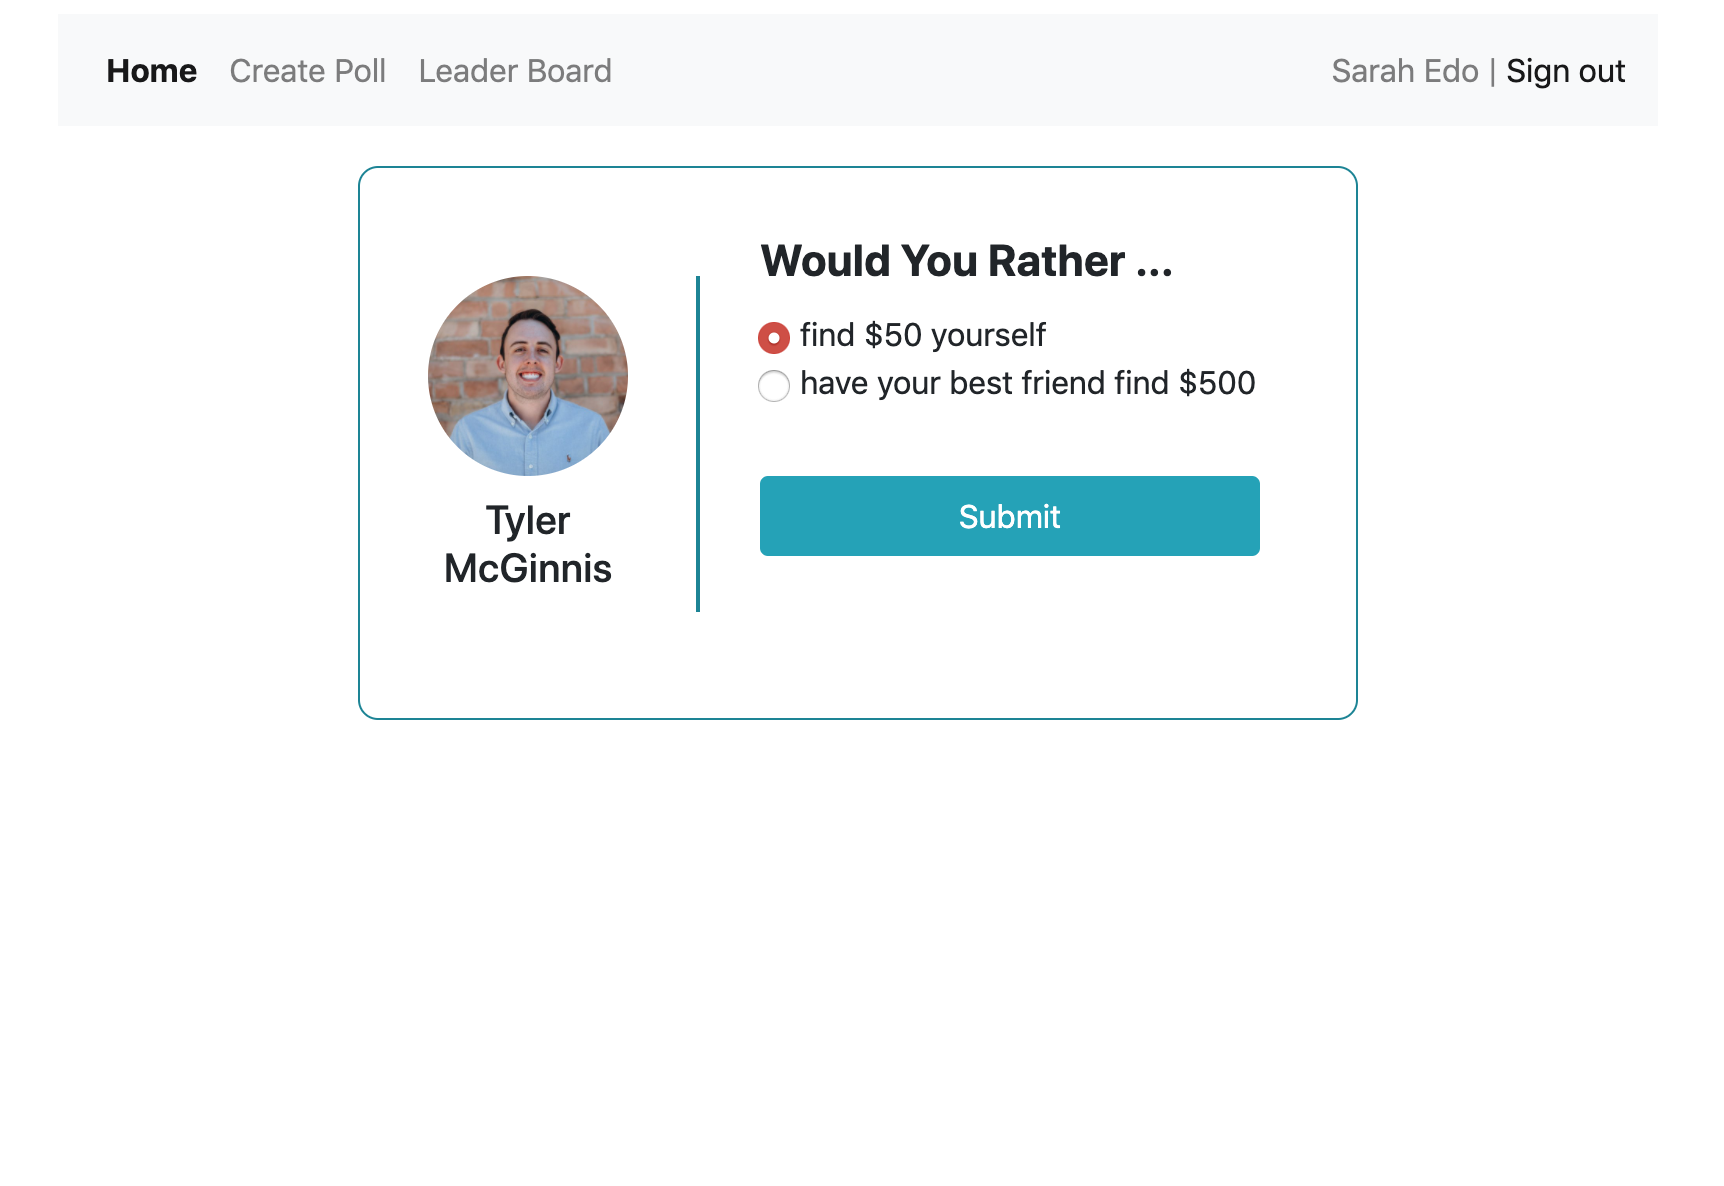 Home Create Poll Leader Board Sarah Edo | Sign out
Would You Rather ...
find $50 yourself
have your best friend find $500
Submit
Tyler
McGinnis